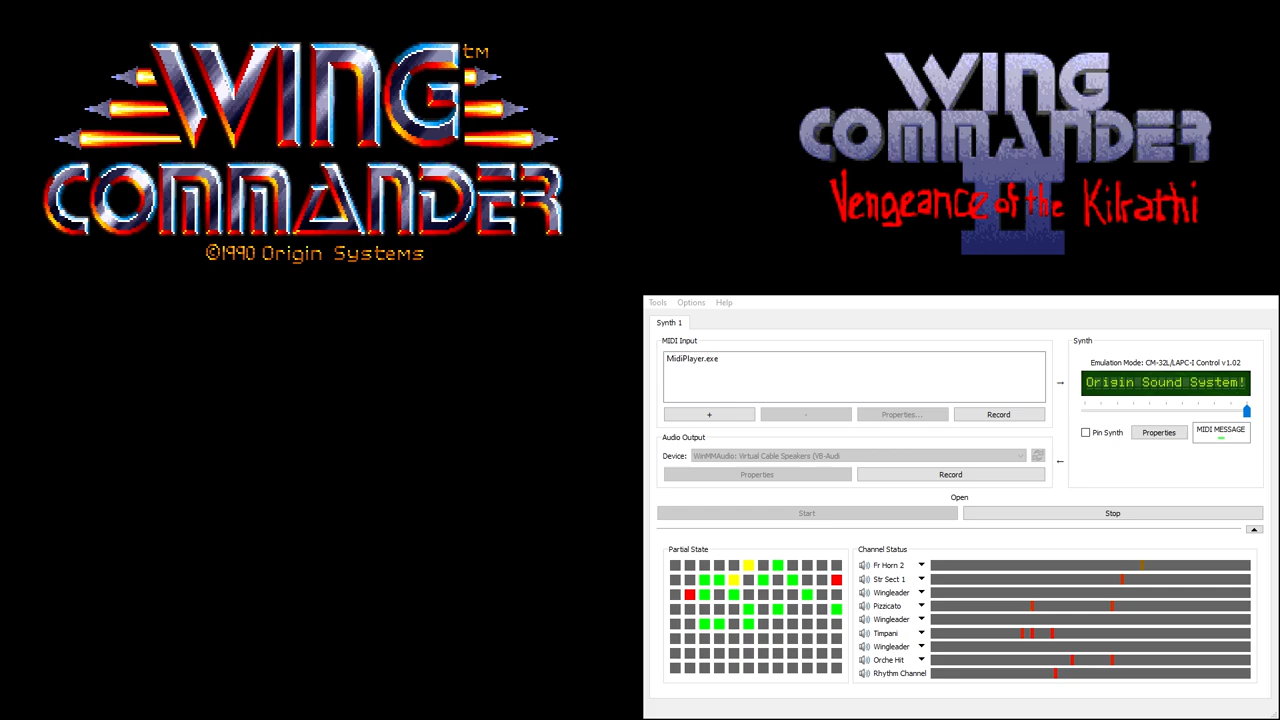 WING TM
COMMANDER
©1990 Origin Systems
WING
COMMANDER
II
Vengeance of the Kilrathi
Tools Options Help
Synth 1
MIDI Input
MidiPlayer.exe
+ - Properties... Record
Audio Output
Device: WinMMAudio: Virtual Cable Speakers (VB-Audi
Properties Record
Synth
Emulation Mode: CM-32L/LAPC-I Control v1.02
Origin Sound System!
Pin Synth Properties MIDI MESSAGE
Open
Start Stop
Partial State
Channel Status
Fr Horn 2
Str Sect 1
Wingleader
Pizzicato
Wingleader
Timpani
Wingleader
Orche Hit
Rhythm Channel